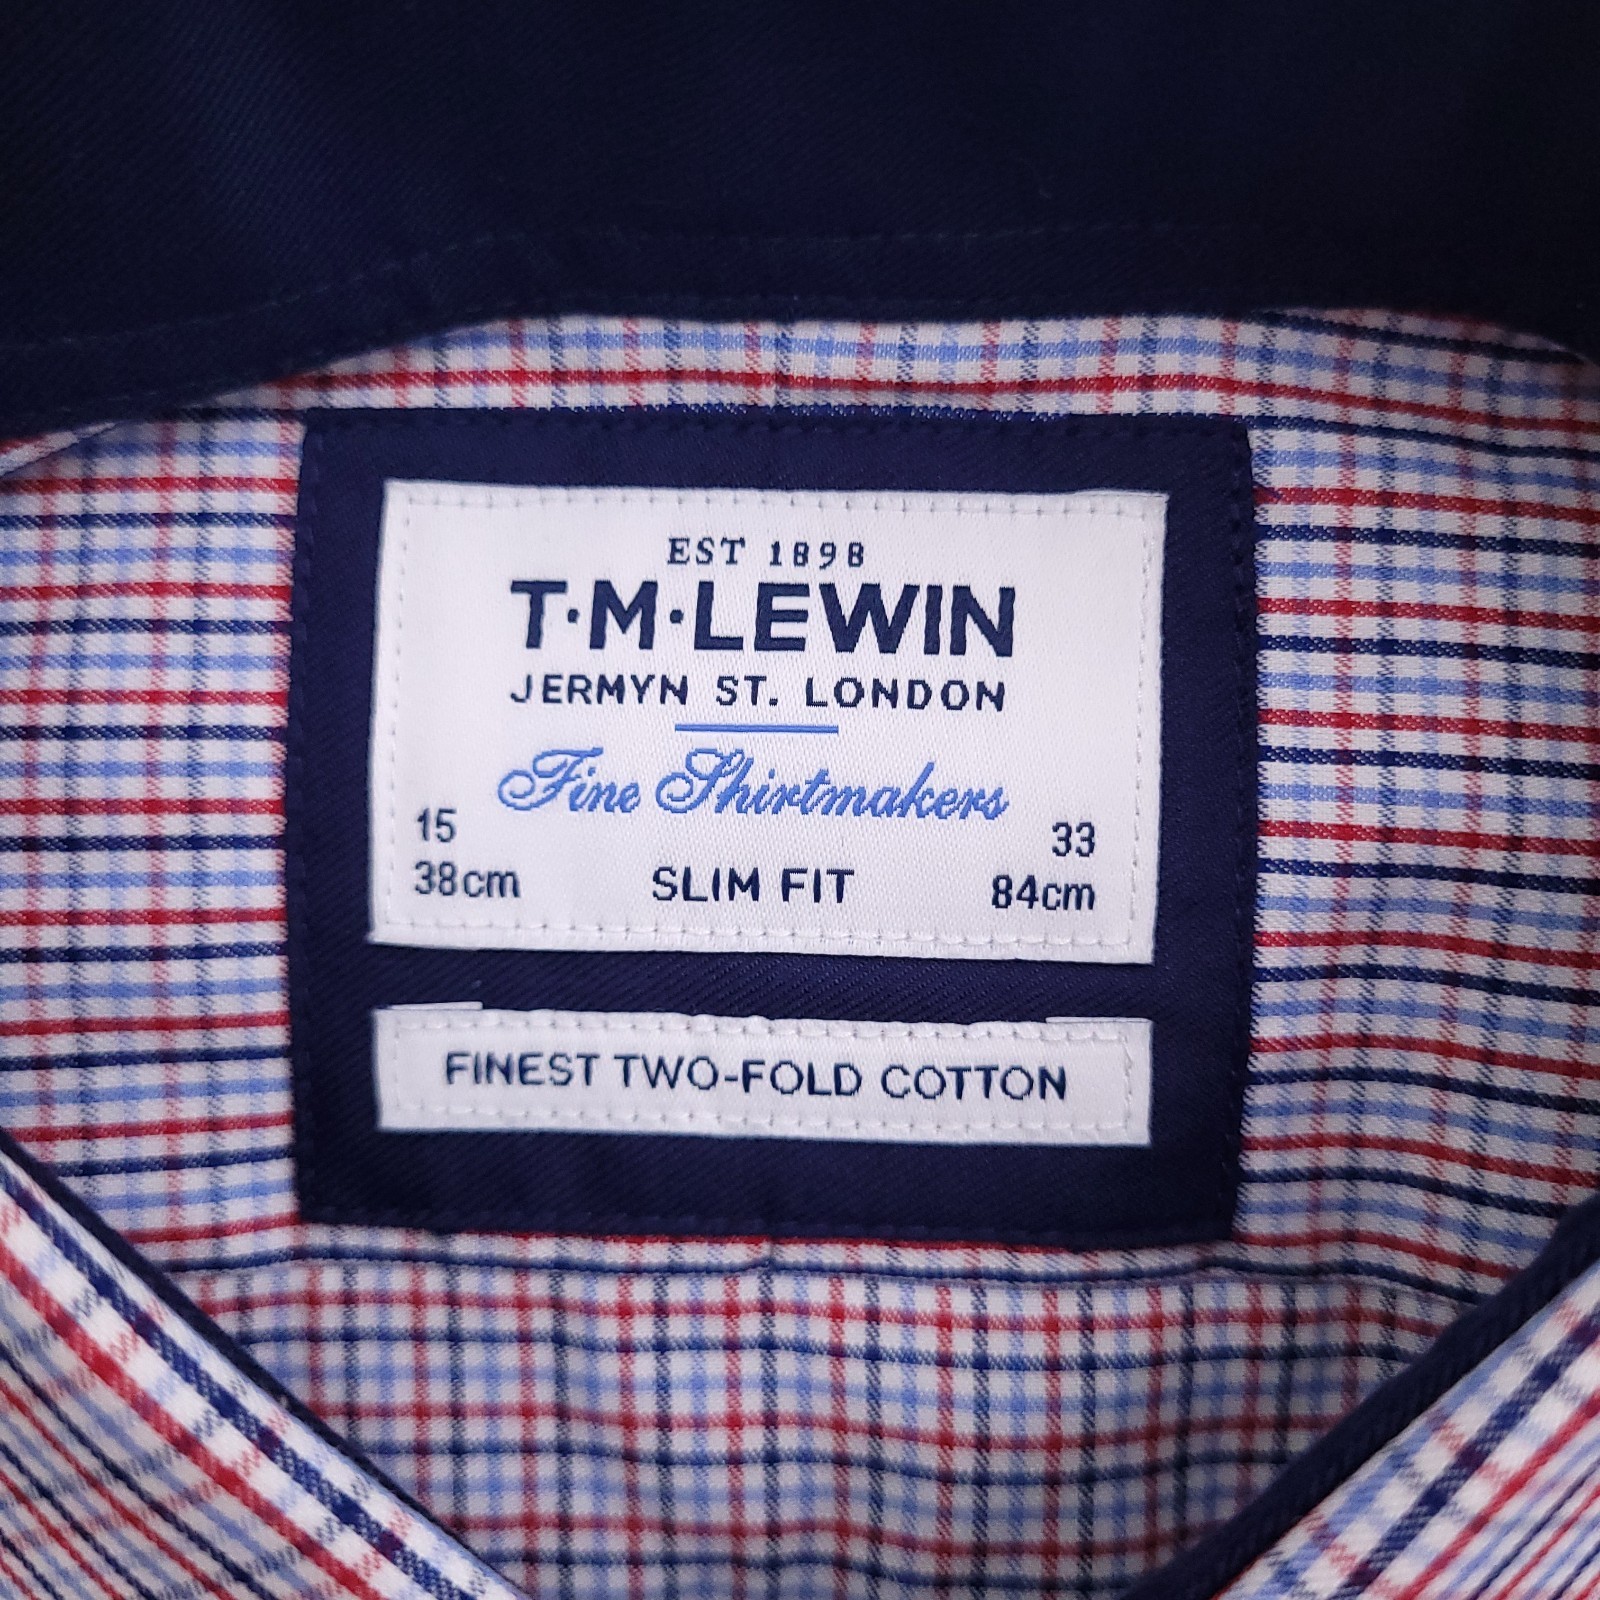 EST 1898
T·M·LEWIN
JERMYN ST. LONDON
Fine Shirtmakers
15 33
38cm SLIM FIT 84cm
FINEST TWO-FOLD COTTON